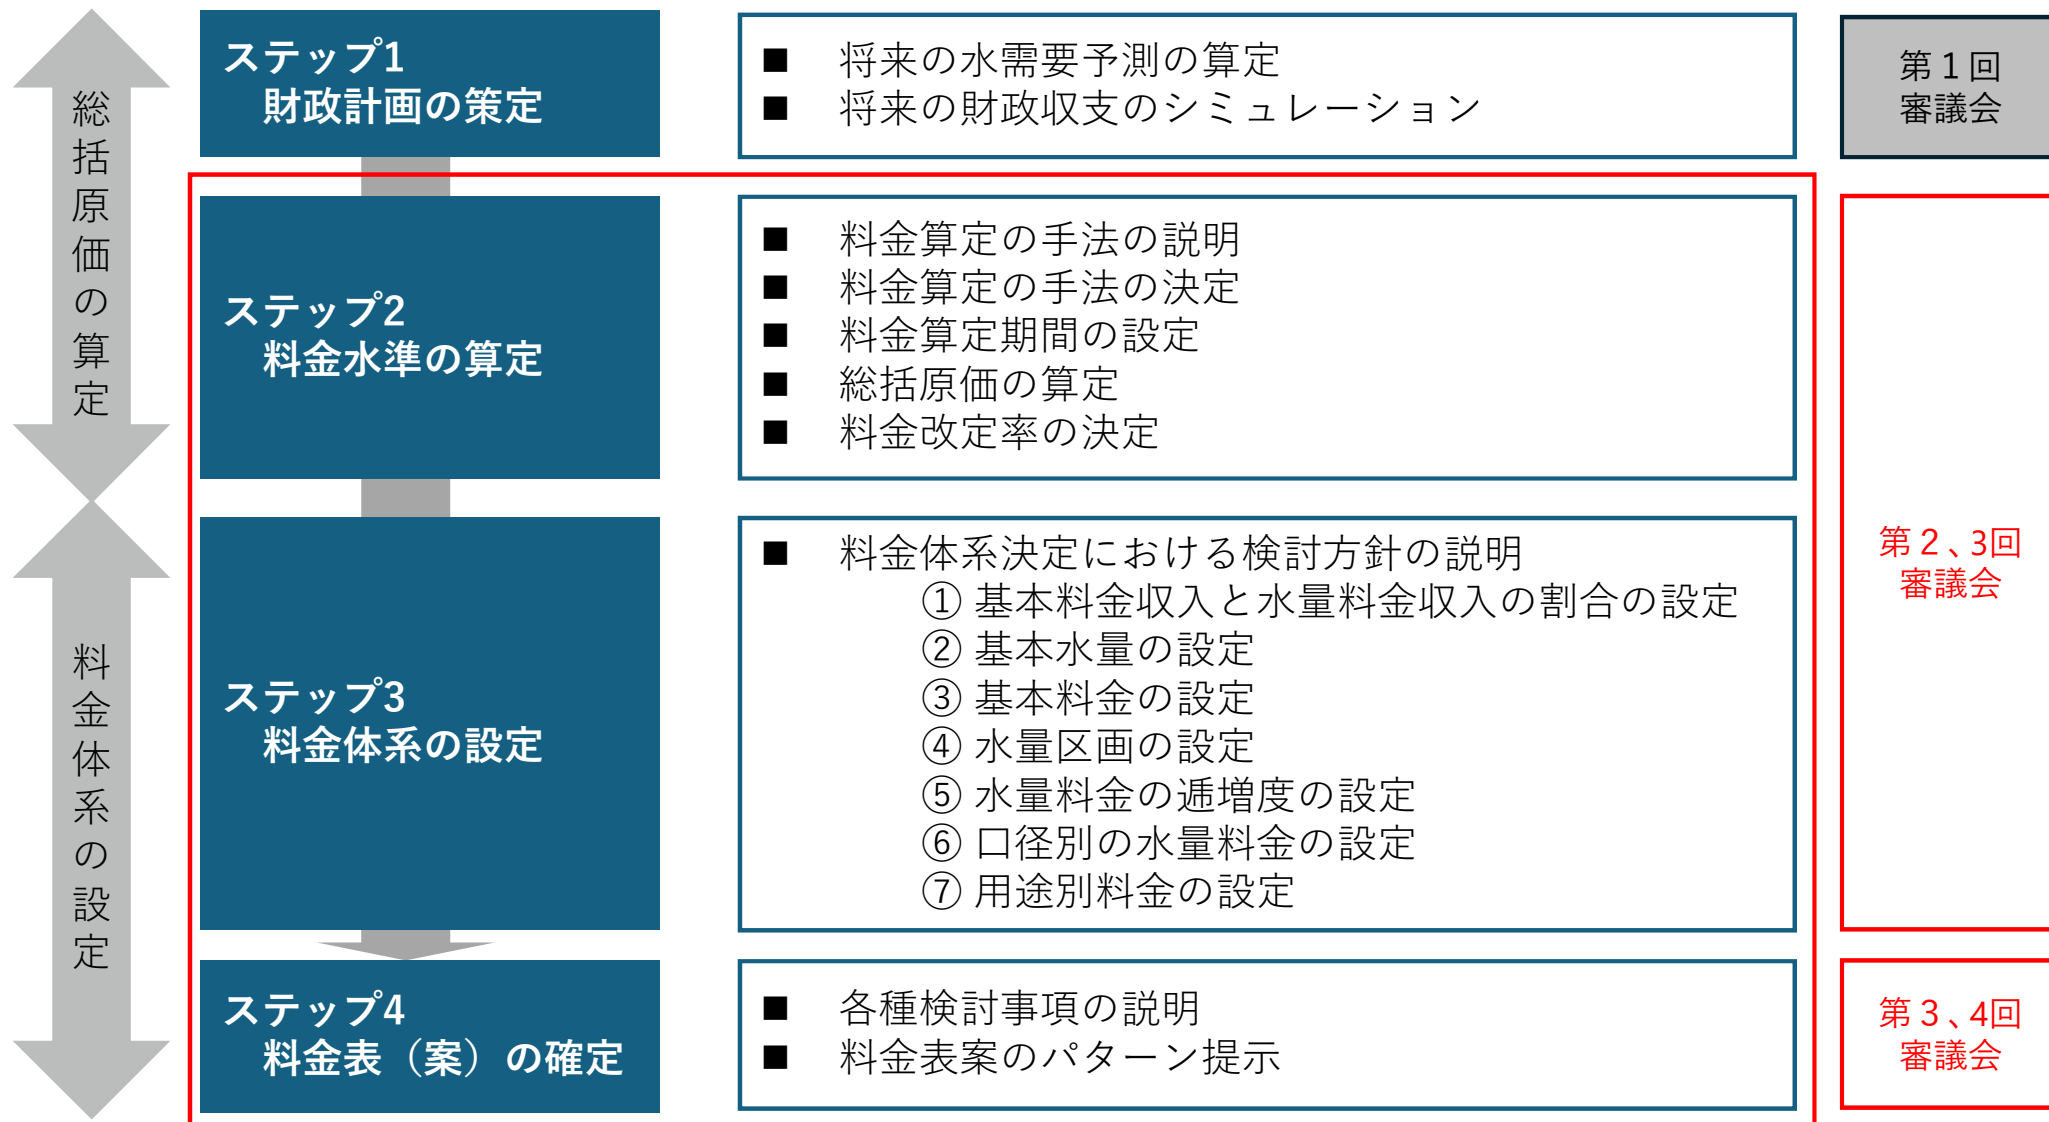 総括原価の算定
ステップ1
財政計画の策定
■ 将来の水需要予測の算定
■ 将来の財政収支のシミュレーション
第１回
審議会
ステップ2
料金水準の算定
■ 料金算定の手法の説明
■ 料金算定の手法の決定
■ 料金算定期間の設定
■ 総括原価の算定
■ 料金改定率の決定
第２、3回
審議会
料金体系の設定
ステップ3
料金体系の設定
■ 料金体系決定における検討方針の説明
① 基本料金収入と水量料金収入の割合の設定
② 基本水量の設定
③ 基本料金の設定
④ 水量区画の設定
⑤ 水量料金の逓増度の設定
⑥ 口径別の水量料金の設定
⑦ 用途別料金の設定
ステップ4
料金表（案）の確定
■ 各種検討事項の説明
■ 料金表案のパターン提示
第３、4回
審議会